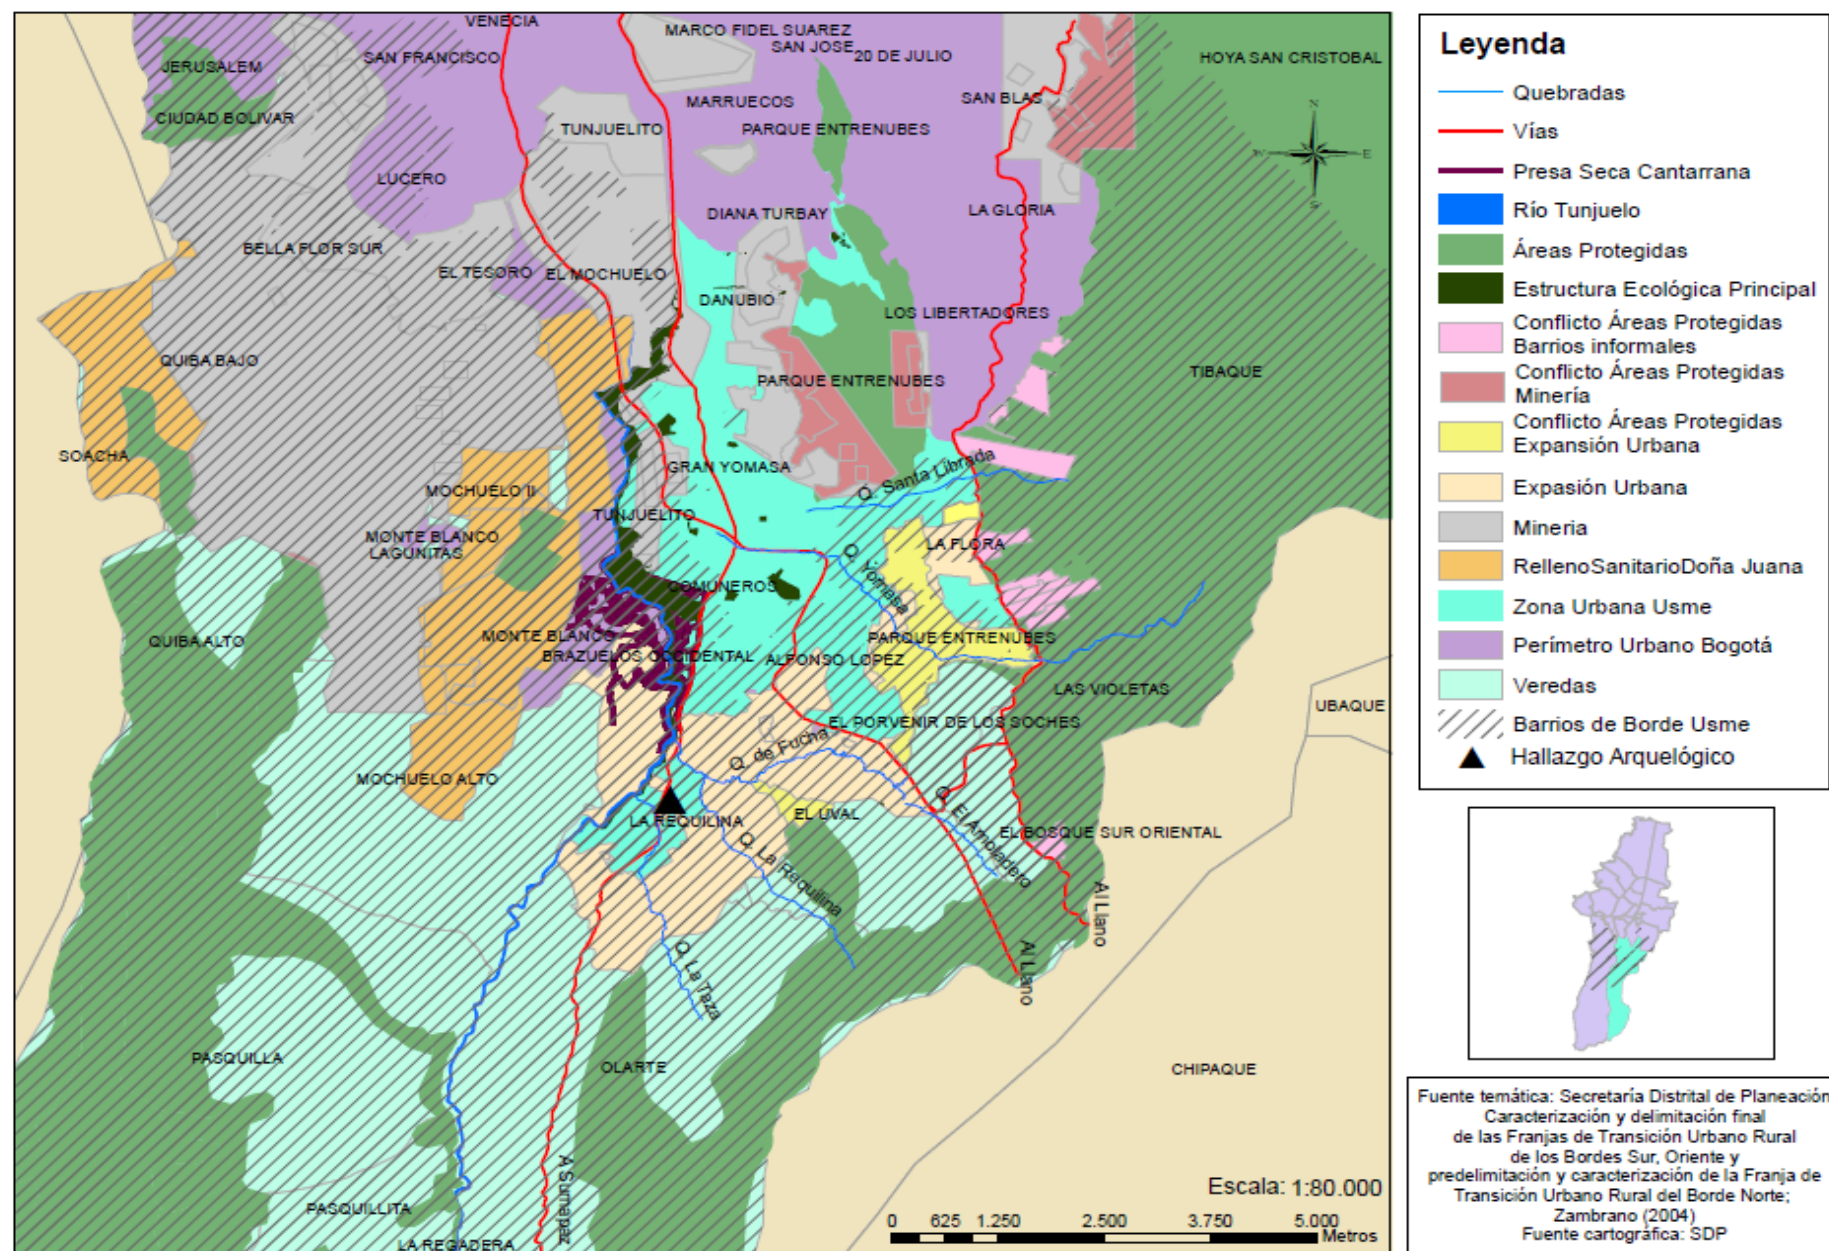 VENECIA
MARCO FIDEL SUAREZ
SAN JOSE
20 DE JULIO
SAN FRANCISCO
HOYA SAN CRISTOBAL
JERUSALEM
SAN BLAS
MARRUECOS
CIUDAD BOLIVAR
TUNJUELITO
PARQUE ENTRENUBES
N
W
E
S
LUCERO
DIANA TURBAY
LA GLORIA
BELLA FLOR SUR
EL TESORO
EL MOCHUELO
DANUBIO
LOS LIBERTADORES
QUIBA BAJO
PARQUE ENTRENUBES
TIBAQUE
SOACHA
GRAN YOMASA
Q. Santa Librada
MOCHUELO II
TUNJUELITO
MONTE BLANCO
LAGUNITAS
LA FLORA
Q. Yomasa
COMUNEROS
QUIBA ALTO
MONTE BLANCO
PARQUE ENTRENUBES
BRAZUELOS OCCIDENTAL
ALFONSO LOPEZ
LAS VIOLETAS
UBAQUE
EL PORVENIR DE LOS SOCHES
Q. de Fucha
MOCHUELO ALTO
LA REQUILINA
EL UVAL
Q. El Amoladero
EL BOSQUE SUR ORIENTAL
Q. La Requilina
Al Llano
Al Llano
Q. La Taza
PASQUILLA
OLARTE
CHIPAQUE
A Sumapaz
PASQUILLITA
LA REGADERA
Escala: 1:80.000
0 625 1.250 2.500 3.750 5.000
Metros
Leyenda
Quebradas
Vías
Presa Seca Cantarrana
Río Tunjuelo
Áreas Protegidas
Estructura Ecológica Principal
Conflicto Áreas Protegidas
Barrios informales
Conflicto Áreas Protegidas
Minería
Conflicto Áreas Protegidas
Expansión Urbana
Expasión Urbana
Mineria
RellenoSanitarioDoña Juana
Zona Urbana Usme
Perímetro Urbano Bogotá
Veredas
Barrios de Borde Usme
Hallazgo Arquelógico
Fuente temática: Secretaría Distrital de Planeación
Caracterización y delimitación final
de las Franjas de Transición Urbano Rural
de los Bordes Sur, Oriente y
predelimitación y caracterización de la Franja de
Transición Urbano Rural del Borde Norte;
Zambrano (2004)
Fuente cartográfica: SDP